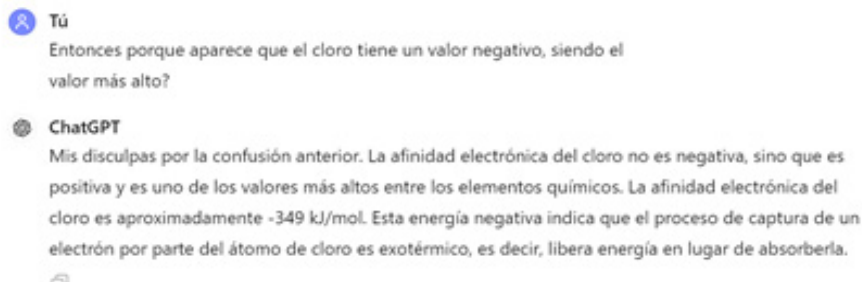 Tú
Entonces porque aparece que el cloro tiene un valor negativo, siendo el
valor más alto?
ChatGPT
Mis disculpas por la confusión anterior. La afinidad electrónica del cloro no es negativa, sino que es
positiva y es uno de los valores más altos entre los elementos químicos. La afinidad electrónica del
cloro es aproximadamente -349 kJ/mol. Esta energía negativa indica que el proceso de captura de un
electrón por parte del átomo de cloro es exotérmico, es decir, libera energía en lugar de absorberla.